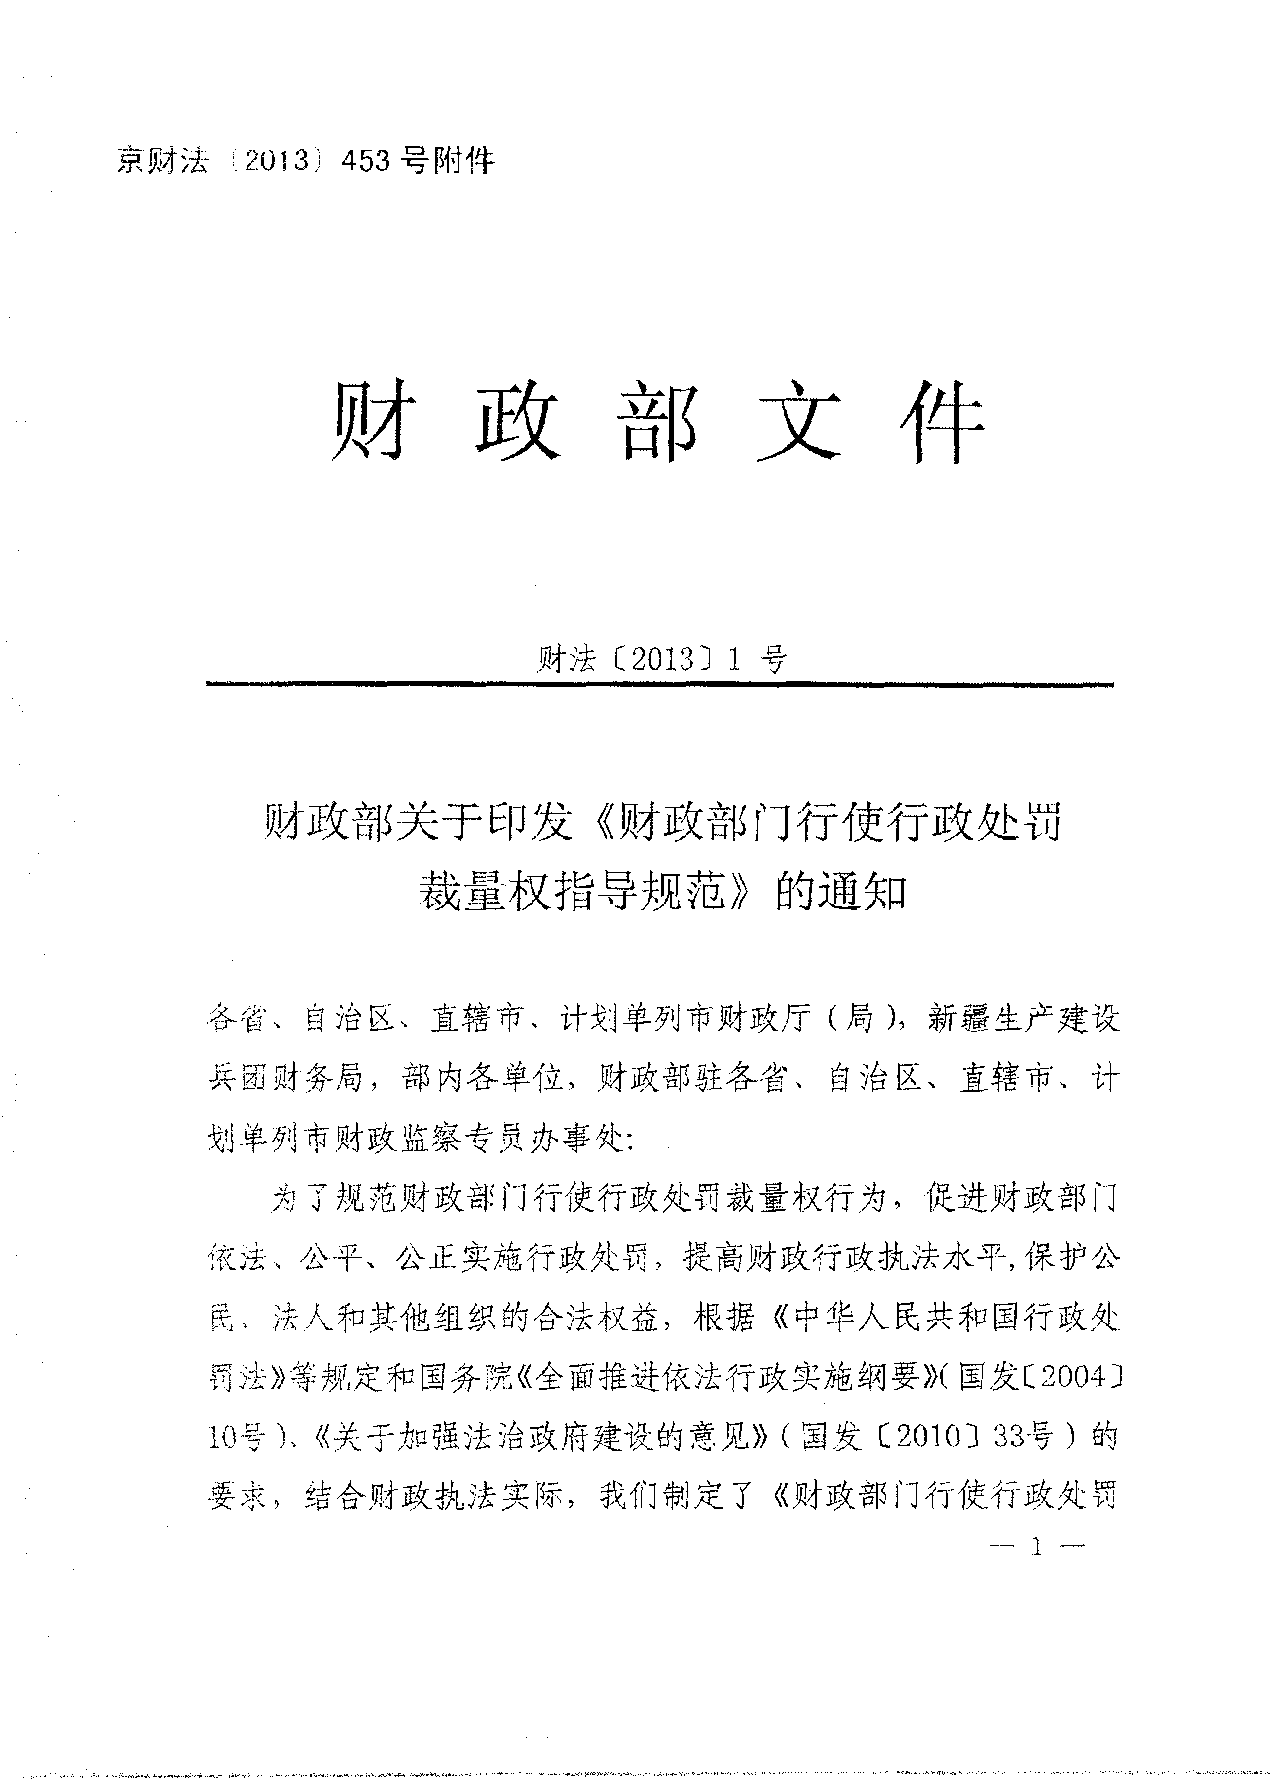 京财法〔2013〕453号附件
财政部文件
财法〔2013〕1号
财政部关于印发《财政部门行使行政处罚
裁量权指导规范》的通知
各省、自治区、直辖市、计划单列市财政厅（局），新疆生产建设
兵团财务局，部内各单位，财政部驻各省、自治区、直辖市、计
划单列市财政监察专员办事处：
为了规范财政部门行使行政处罚裁量权行为，促进财政部门
依法、公平、公正实施行政处罚，提高财政行政执法水平，保护公
民、法人和其他组织的合法权益，根据《中华人民共和国行政处
罚法》等规定和国务院《全面推进依法行政实施纲要》（国发〔2004〕
10号）、《关于加强法治政府建设的意见》（国发〔2010〕33号）的
要求，结合财政执法实际，我们制定了《财政部门行使行政处罚
— 1 —